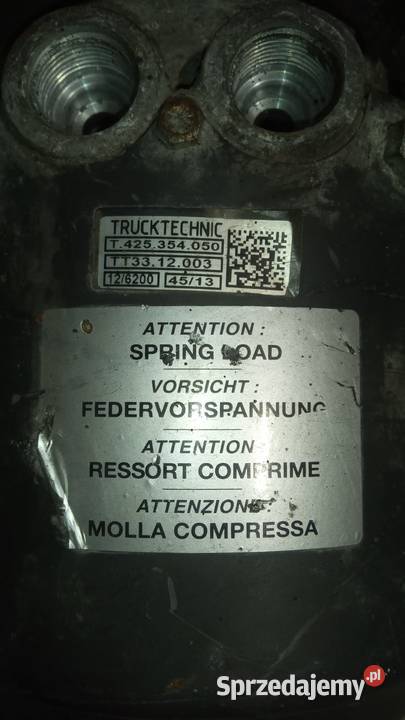 TRUCKTECHNIC
T.425.354.050
TT33.12.003
12/6200 45/13
ATTENTION :
SPRING LOAD
VORSICHT :
FEDERVORSPANNUNG
ATTENTION :
RESSORT COMPRIME
ATTENZIONE :
MOLLA COMPRESSA
Sprzedajemy.pl